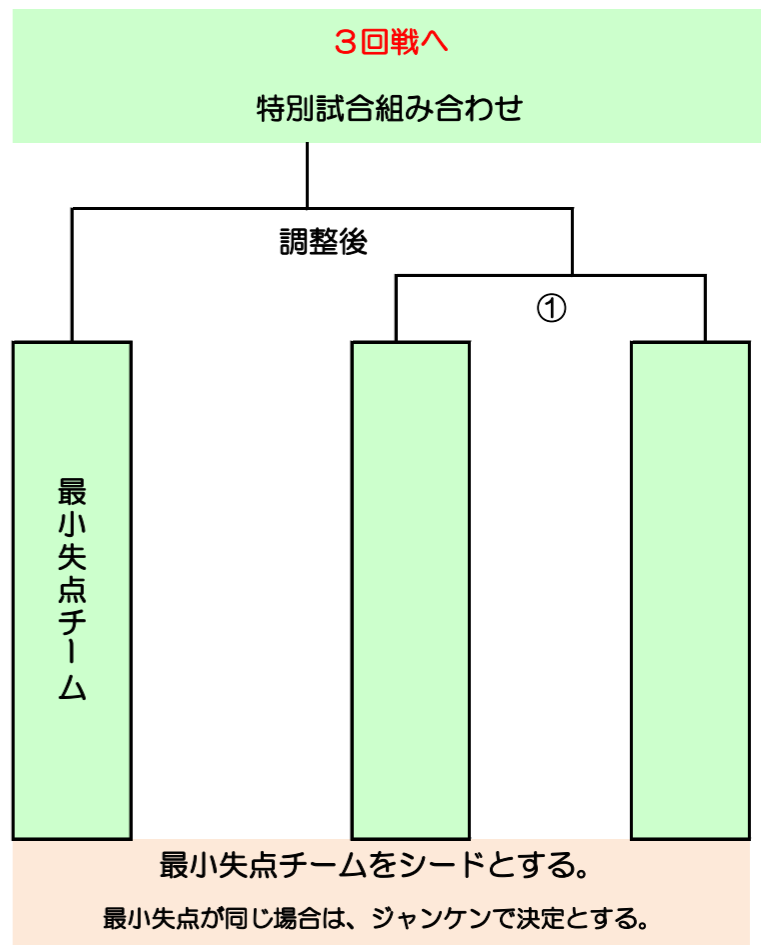 ３回戦へ
特別試合組み合わせ
調整後
①
最小失点チーム
最小失点チームをシードとする。
最小失点が同じ場合は、ジャンケンで決定とする。